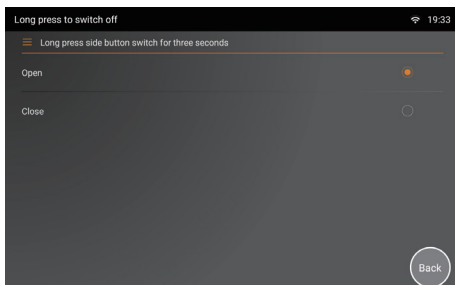 Long press to switch off 19:33
Long press side button switch for three seconds
Open
Close
Back